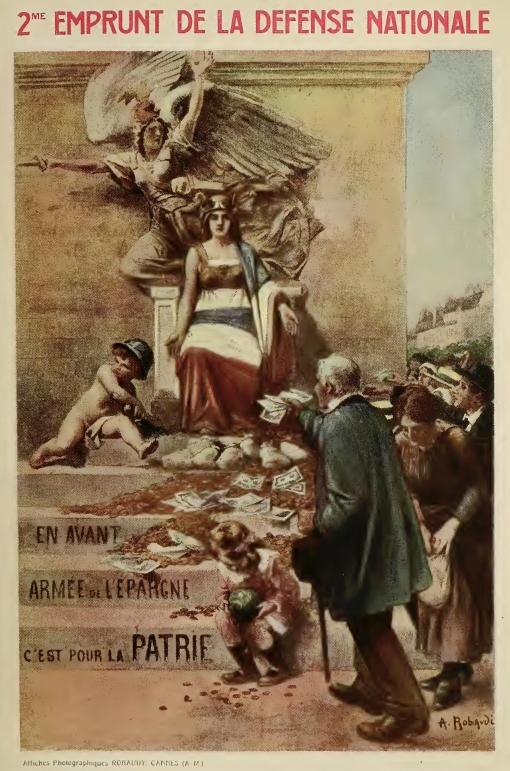 2ME EMPRUNT DE LA DEFENSE NATIONALE
EN AVANT
ARMÉE DE L'EPARGNE
C'EST POUR LA PATRIE
A. Robaudi
Affiches Photographiques ROBAUDY, CANNES (A-M)